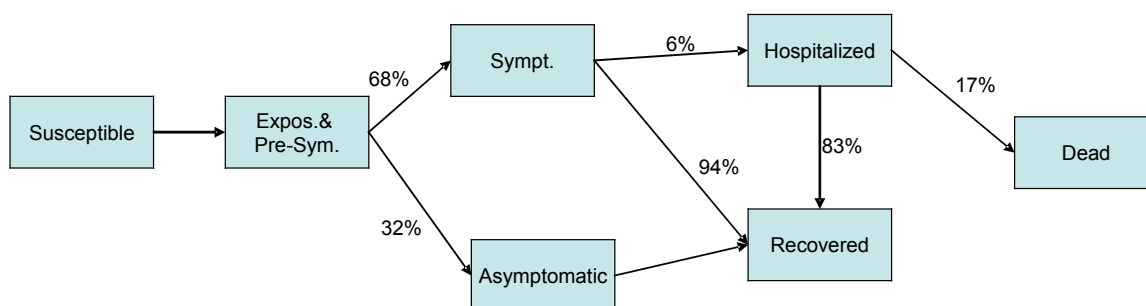 Susceptible
Expos.&
Pre-Sym.
68%
32%
Sympt.
Asymptomatic
6%
94%
Hospitalized
83%
Recovered
17%
Dead